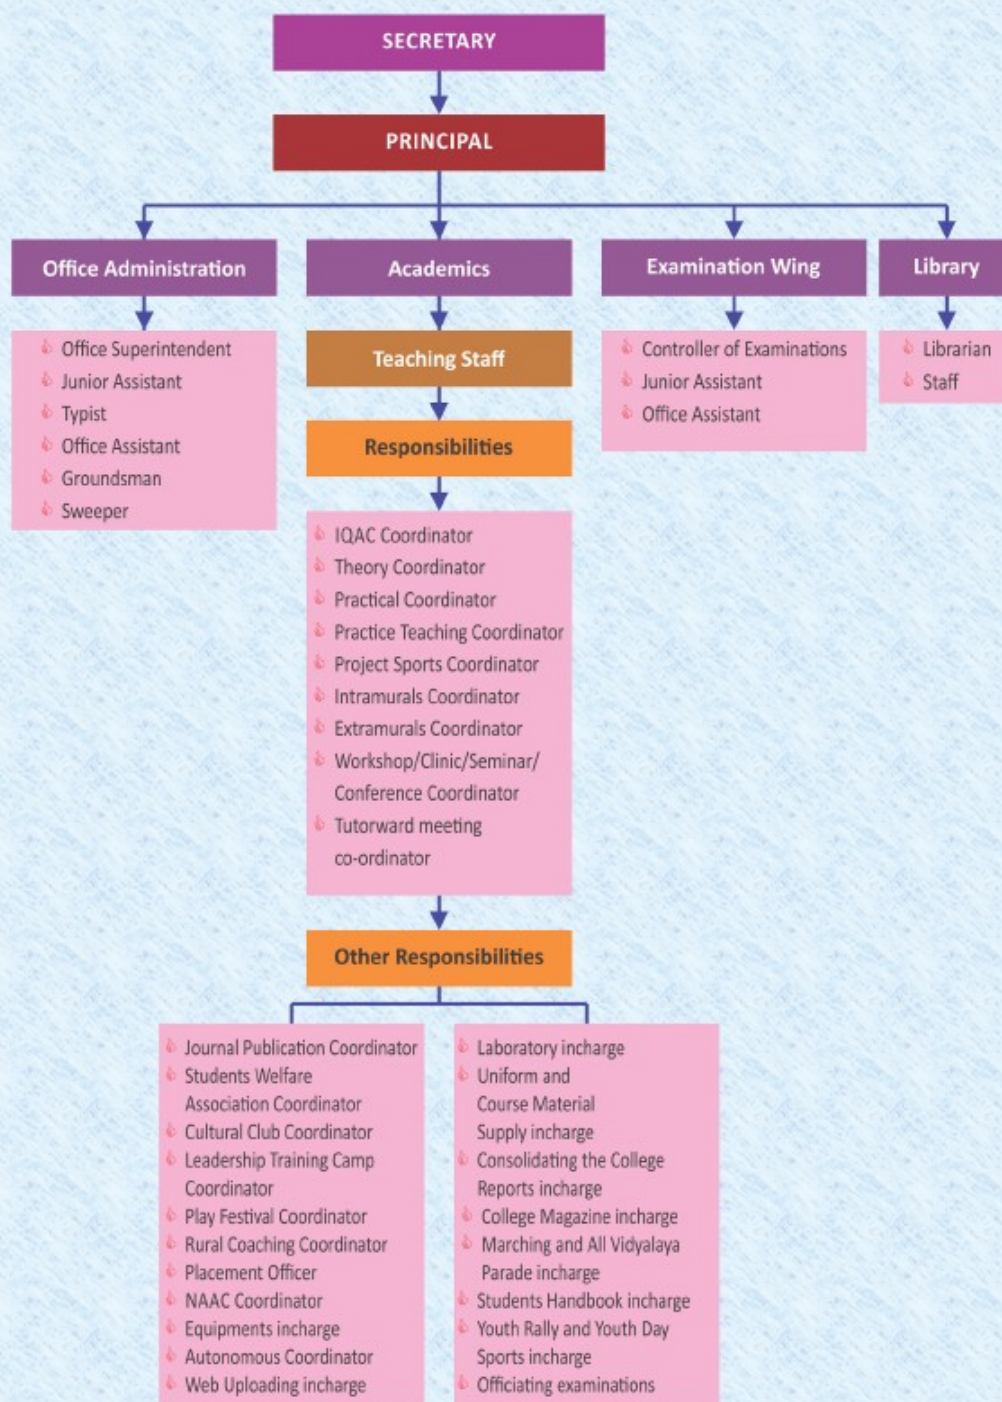 SECRETARY
PRINCIPAL
Office Administration
Office Superintendent
Junior Assistant
Typist
Office Assistant
Groundsman
Sweeper
Academics
Teaching Staff
Responsibilities
IQAC Coordinator
Theory Coordinator
Practical Coordinator
Practice Teaching Coordinator
Project Sports Coordinator
Intramurals Coordinator
Extramurals Coordinator
Workshop/Clinic/Seminar/
Conference Coordinator
Tutorward meeting
co-ordinator
Other Responsibilities
Journal Publication Coordinator
Students Welfare
Association Coordinator
Cultural Club Coordinator
Leadership Training Camp
Coordinator
Play Festival Coordinator
Rural Coaching Coordinator
Placement Officer
NAAC Coordinator
Equipments incharge
Autonomous Coordinator
Web Uploading incharge
Laboratory incharge
Uniform and
Course Material
Supply incharge
Consolidating the College
Reports incharge
College Magazine incharge
Marching and All Vidyalaya
Parade incharge
Students Handbook incharge
Youth Rally and Youth Day
Sports incharge
Officiating examinations
Examination Wing
Controller of Examinations
Junior Assistant
Office Assistant
Library
Librarian
Staff